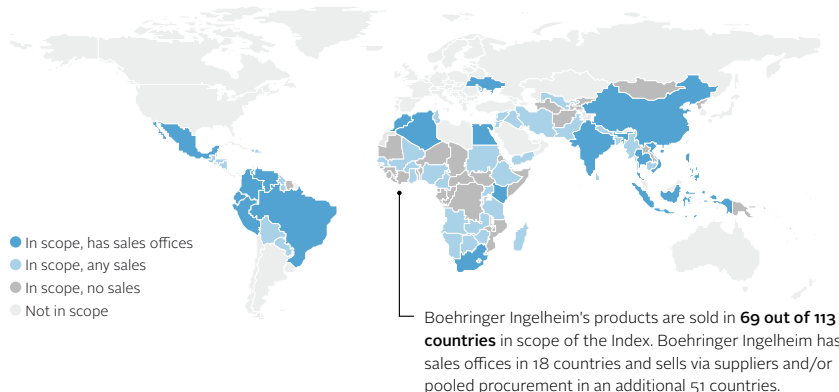 In scope, has sales offices
In scope, any sales
In scope, no sales
Not in scope
Boehringer Ingelheim's products are sold in 69 out of 113
countries in scope of the Index. Boehringer Ingelheim has
sales offices in 18 countries and sells via suppliers and/or
pooled procurement in an additional 51 countries.